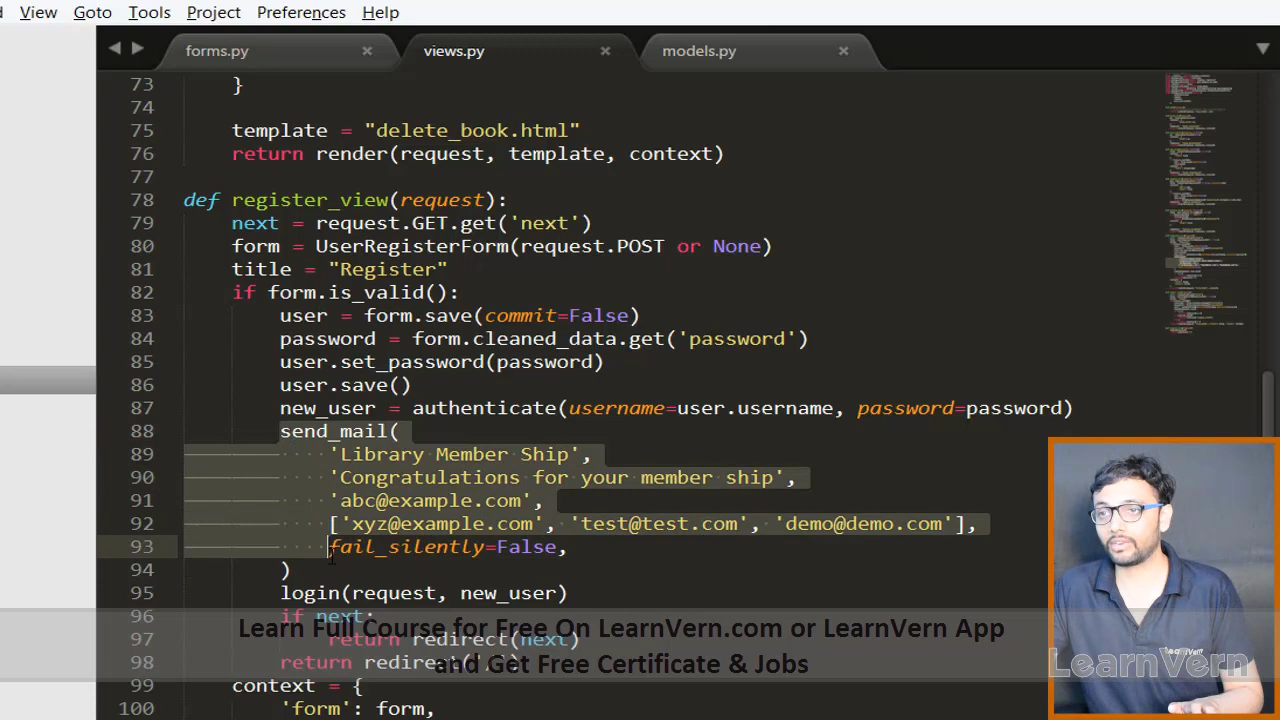 View Goto Tools Project Preferences Help
forms.py × views.py × models.py ×
73 }
74
75 template = "delete_book.html"
76 return render(request, template, context)
77
78 def register_view(request):
79 next = request.GET.get('next')
80 form = UserRegisterForm(request.POST or None)
81 title = "Register"
82 if form.is_valid():
83 user = form.save(commit=False)
84 password = form.cleaned_data.get('password')
85 user.set_password(password)
86 user.save()
87 new_user = authenticate(username=user.username, password=password)
88 send_mail(
89 'Library Member Ship',
90 'Congratulations for your member ship',
91 'abc@example.com',
92 ['xyz@example.com', 'test@test.com', 'demo@demo.com'],
93 fail_silently=False,
94 )
95 login(request, new_user)
96 if next:
Learn Full Course for Free On LearnVern.com or LearnVern App
97 return redirect(next)
and Get Free Certificate & Jobs
98 return redirect('/')
LearnVern
99 context = {
100 'form': form,